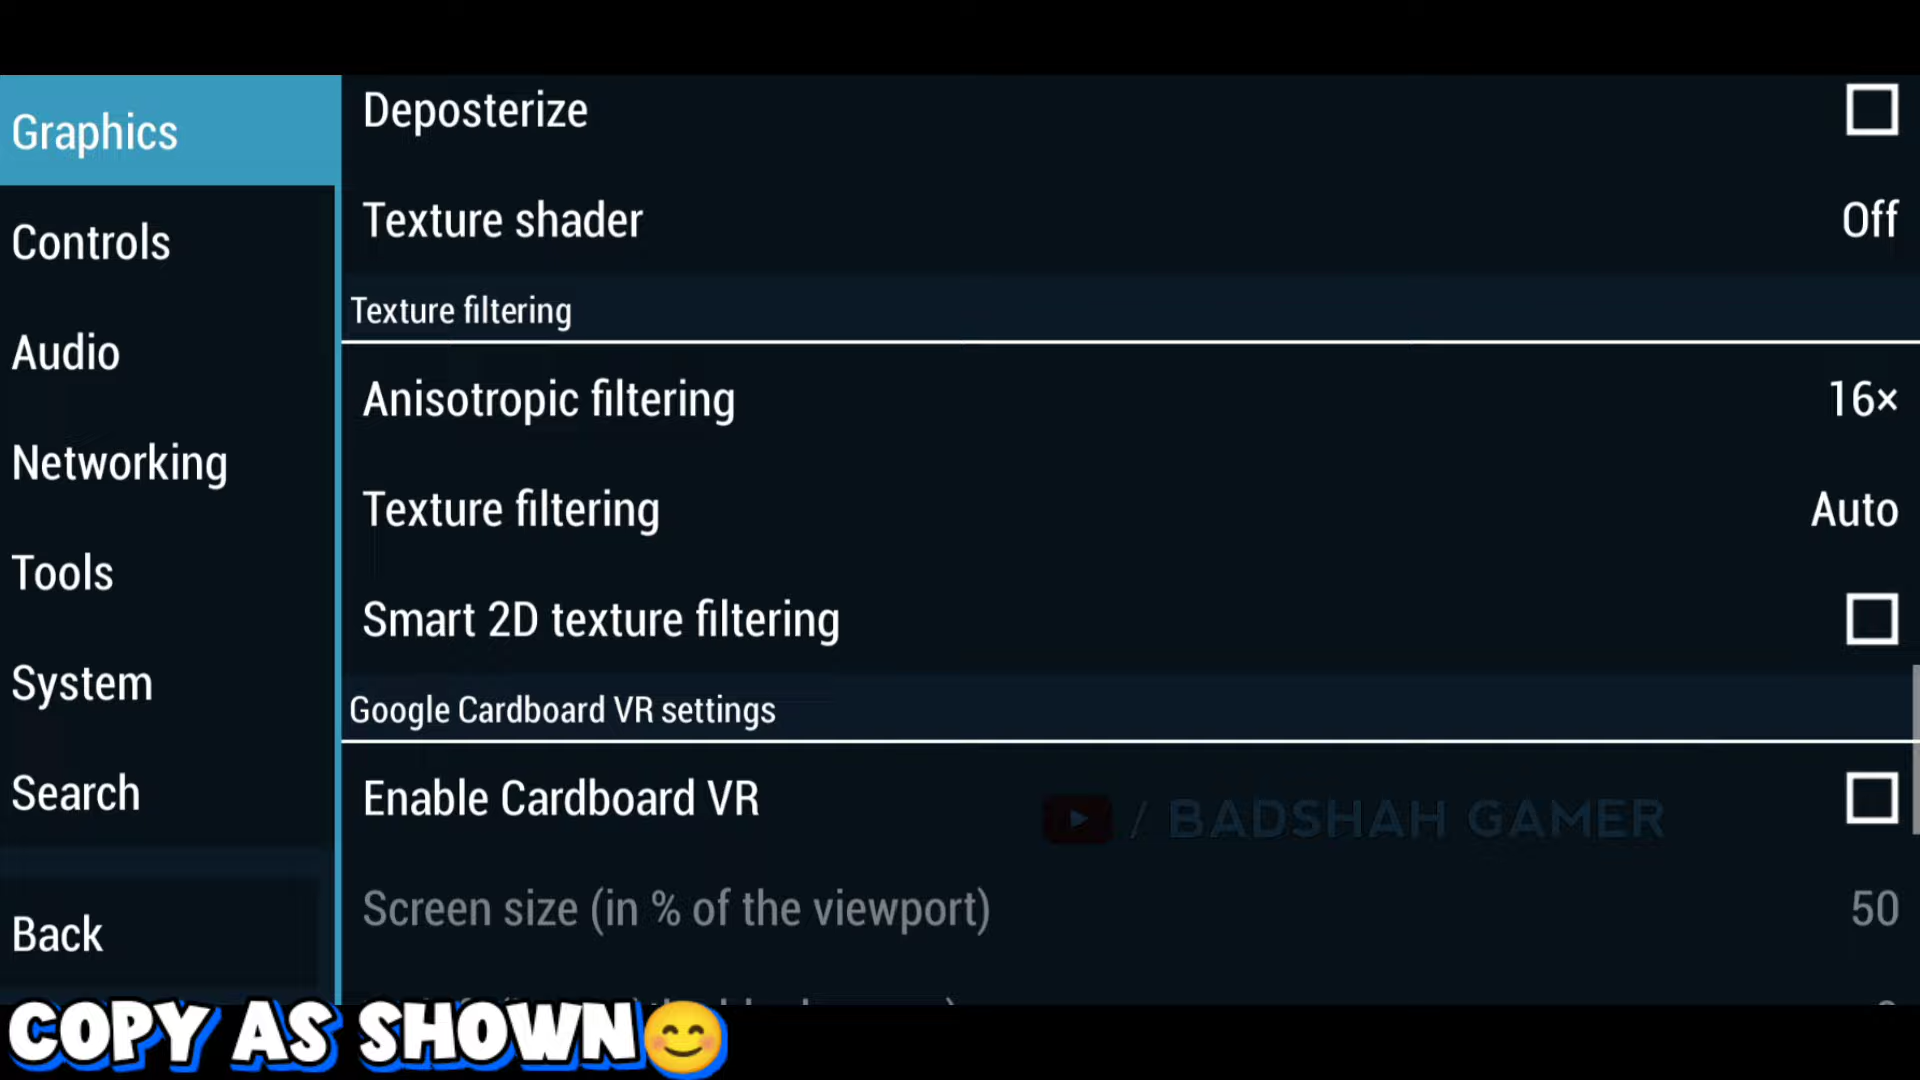 Graphics
Controls
Audio
Networking
Tools
System
Search
Back
Deposterize
Texture shader Off
Texture filtering
Anisotropic filtering 16×
Texture filtering Auto
Smart 2D texture filtering
Google Cardboard VR settings
Enable Cardboard VR
/ BADSHAH GAMER
Screen size (in % of the viewport) 50
COPY AS SHOWN😊